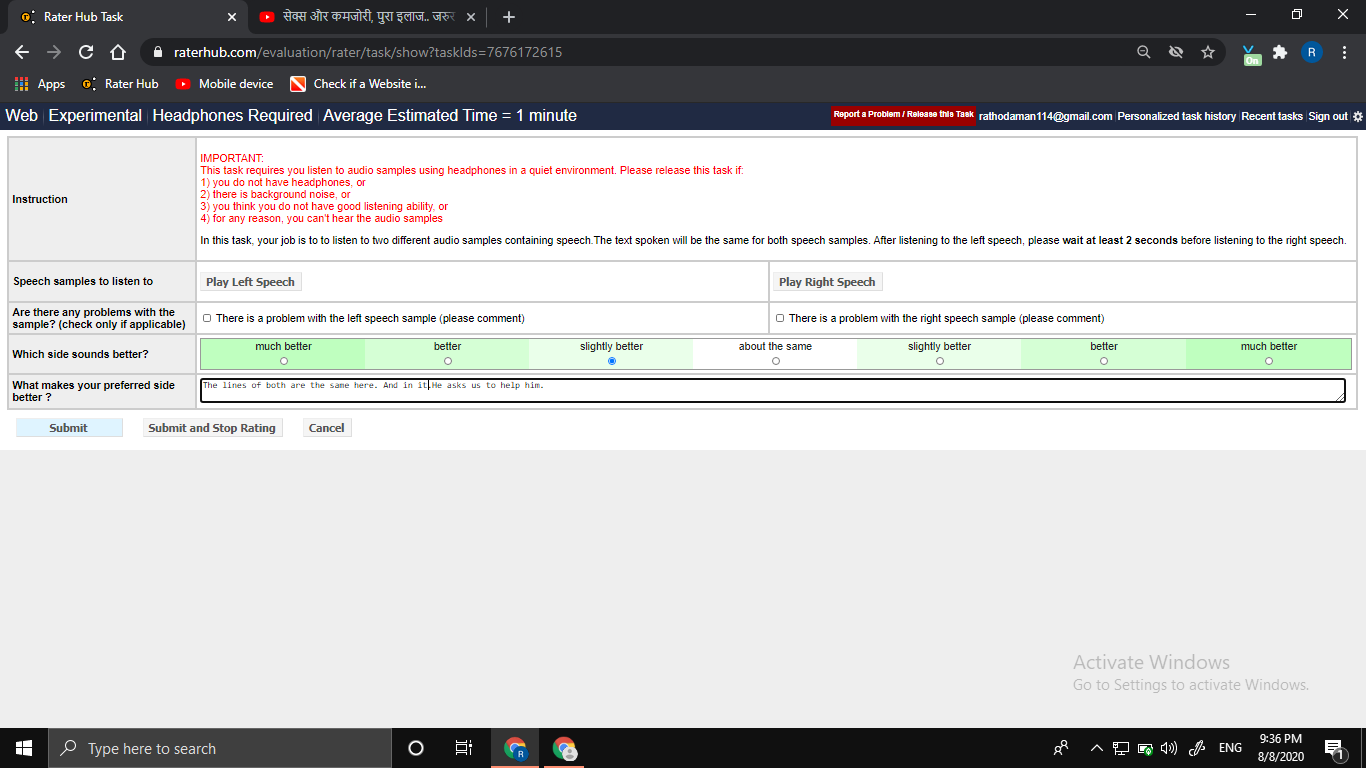 Rater Hub Task
सेक्स और कमजोरी, पुरा इलाज.. जरुर
raterhub.com/evaluation/rater/task/show?taskIds=7676172615
On
R
Apps
Rater Hub
Mobile device
Check if a Website i...
Web Experimental Headphones Required Average Estimated Time = 1 minute
Report a Problem / Release this Task rathodaman114@gmail.com Personalized task history Recent tasks Sign out
Instruction
IMPORTANT:
This task requires you listen to audio samples using headphones in a quiet environment. Please release this task if:
1) you do not have headphones, or
2) there is background noise, or
3) you think you do not have good listening ability, or
4) for any reason, you can't hear the audio samples
In this task, your job is to to listen to two different audio samples containing speech.The text spoken will be the same for both speech samples. After listening to the left speech, please wait at least 2 seconds before listening to the right speech.
Speech samples to listen to
Play Left Speech
Play Right Speech
Are there any problems with the
sample? (check only if applicable)
There is a problem with the left speech sample (please comment)
There is a problem with the right speech sample (please comment)
Which side sounds better?
much better better slightly better about the same slightly better better much better
What makes your preferred side
better ?
The lines of both are the same here. And in it,He asks us to help him.
Submit
Submit and Stop Rating
Cancel
Activate Windows
Go to Settings to activate Windows.
Type here to search
R
ENG
9:36 PM
8/8/2020
1